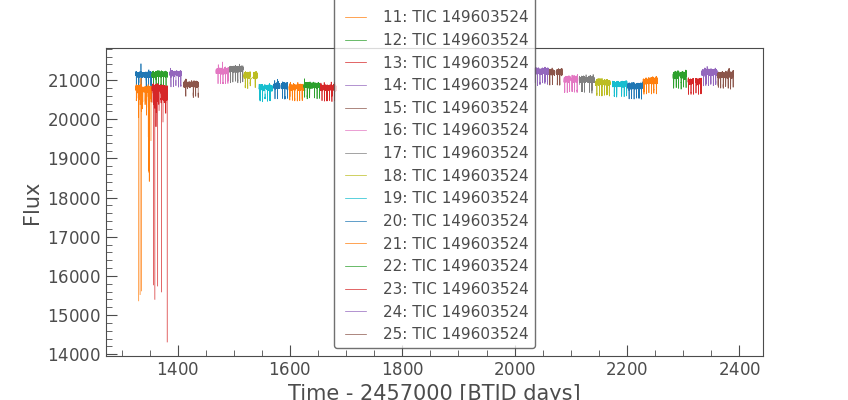 11: TIC 149603524
12: TIC 149603524
13: TIC 149603524
14: TIC 149603524
15: TIC 149603524
16: TIC 149603524
17: TIC 149603524
18: TIC 149603524
19: TIC 149603524
20: TIC 149603524
21: TIC 149603524
22: TIC 149603524
23: TIC 149603524
24: TIC 149603524
25: TIC 149603524
Flux
21000
20000
19000
18000
17000
16000
15000
14000
1400 1600 1800 2000 2200 2400
Time - 2457000 [BTJD days]